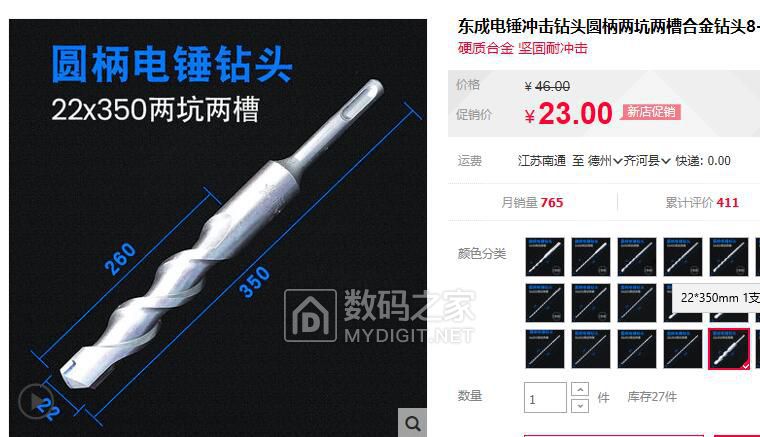 圆柄电锤钻头
22x350两坑两槽
260
350
22
数码之家
MYDIGIT.NET
东成电锤冲击钻头圆柄两坑两槽合金钻头8-
硬质合金 坚固耐冲击
价格 ¥ 46.00
促销价 ¥ 23.00 新店促销
运费 江苏南通 至 德州 齐河县 快递: 0.00
月销量 765 累计评价 411
颜色分类
22*350mm 1支
数量 1 件 库存27件